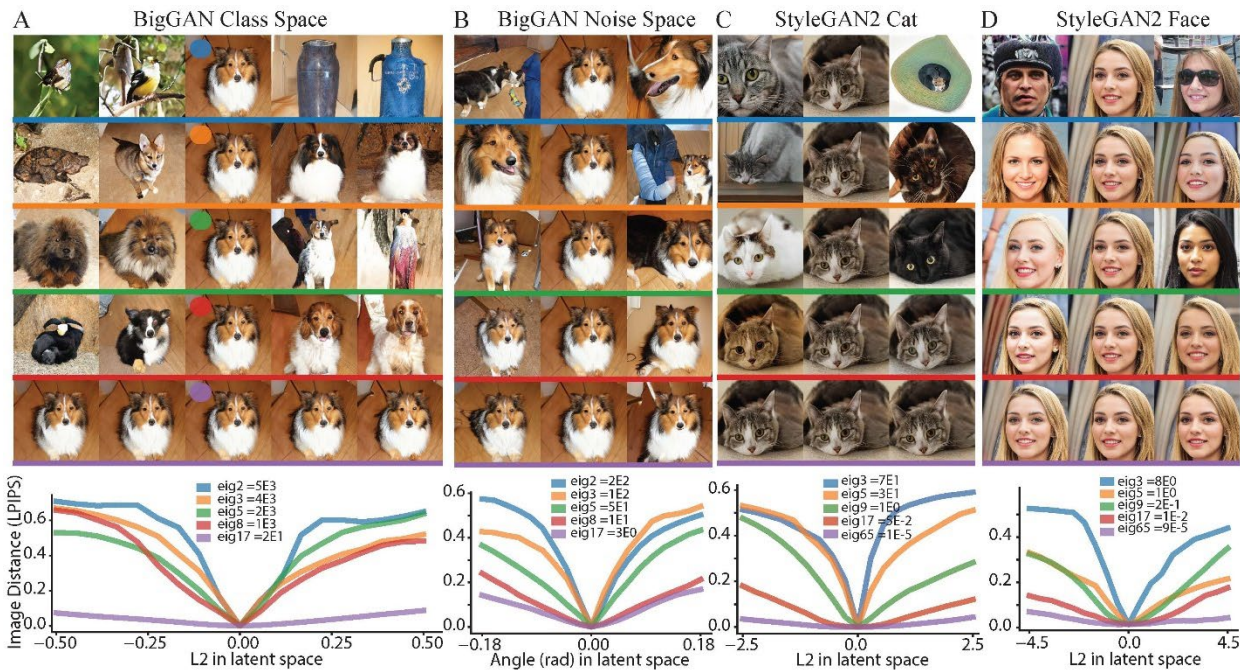 A BigGAN Class Space
B BigGAN Noise Space
C StyleGAN2 Cat
D StyleGAN2 Face
Image Distance (LPIPS)
0.6
0.4
0.2
0.0
eig2 =5E3
eig3 =4E3
eig5 =2E3
eig8 =1E3
eig17 =2E1
−0.50 −0.25 0.00 0.25 0.50
L2 in latent space
0.6
0.4
0.2
0.0
eig2 =2E2
eig3 =1E2
eig5 =5E1
eig8 =1E1
eig17 =3E0
−0.18 0.00 0.18
Angle (rad) in latent space
0.6
0.4
0.2
0.0
eig3 =7E1
eig5 =3E1
eig9 =1E0
eig17 =5E-2
eig65 =1E-5
−2.5 0.0 2.5
L2 in latent space
0.4
0.2
0.0
eig3 =8E0
eig5 =1E0
eig9 =2E-1
eig17 =1E-2
eig65 =9E-5
−4.5 0.0 4.5
L2 in latent space